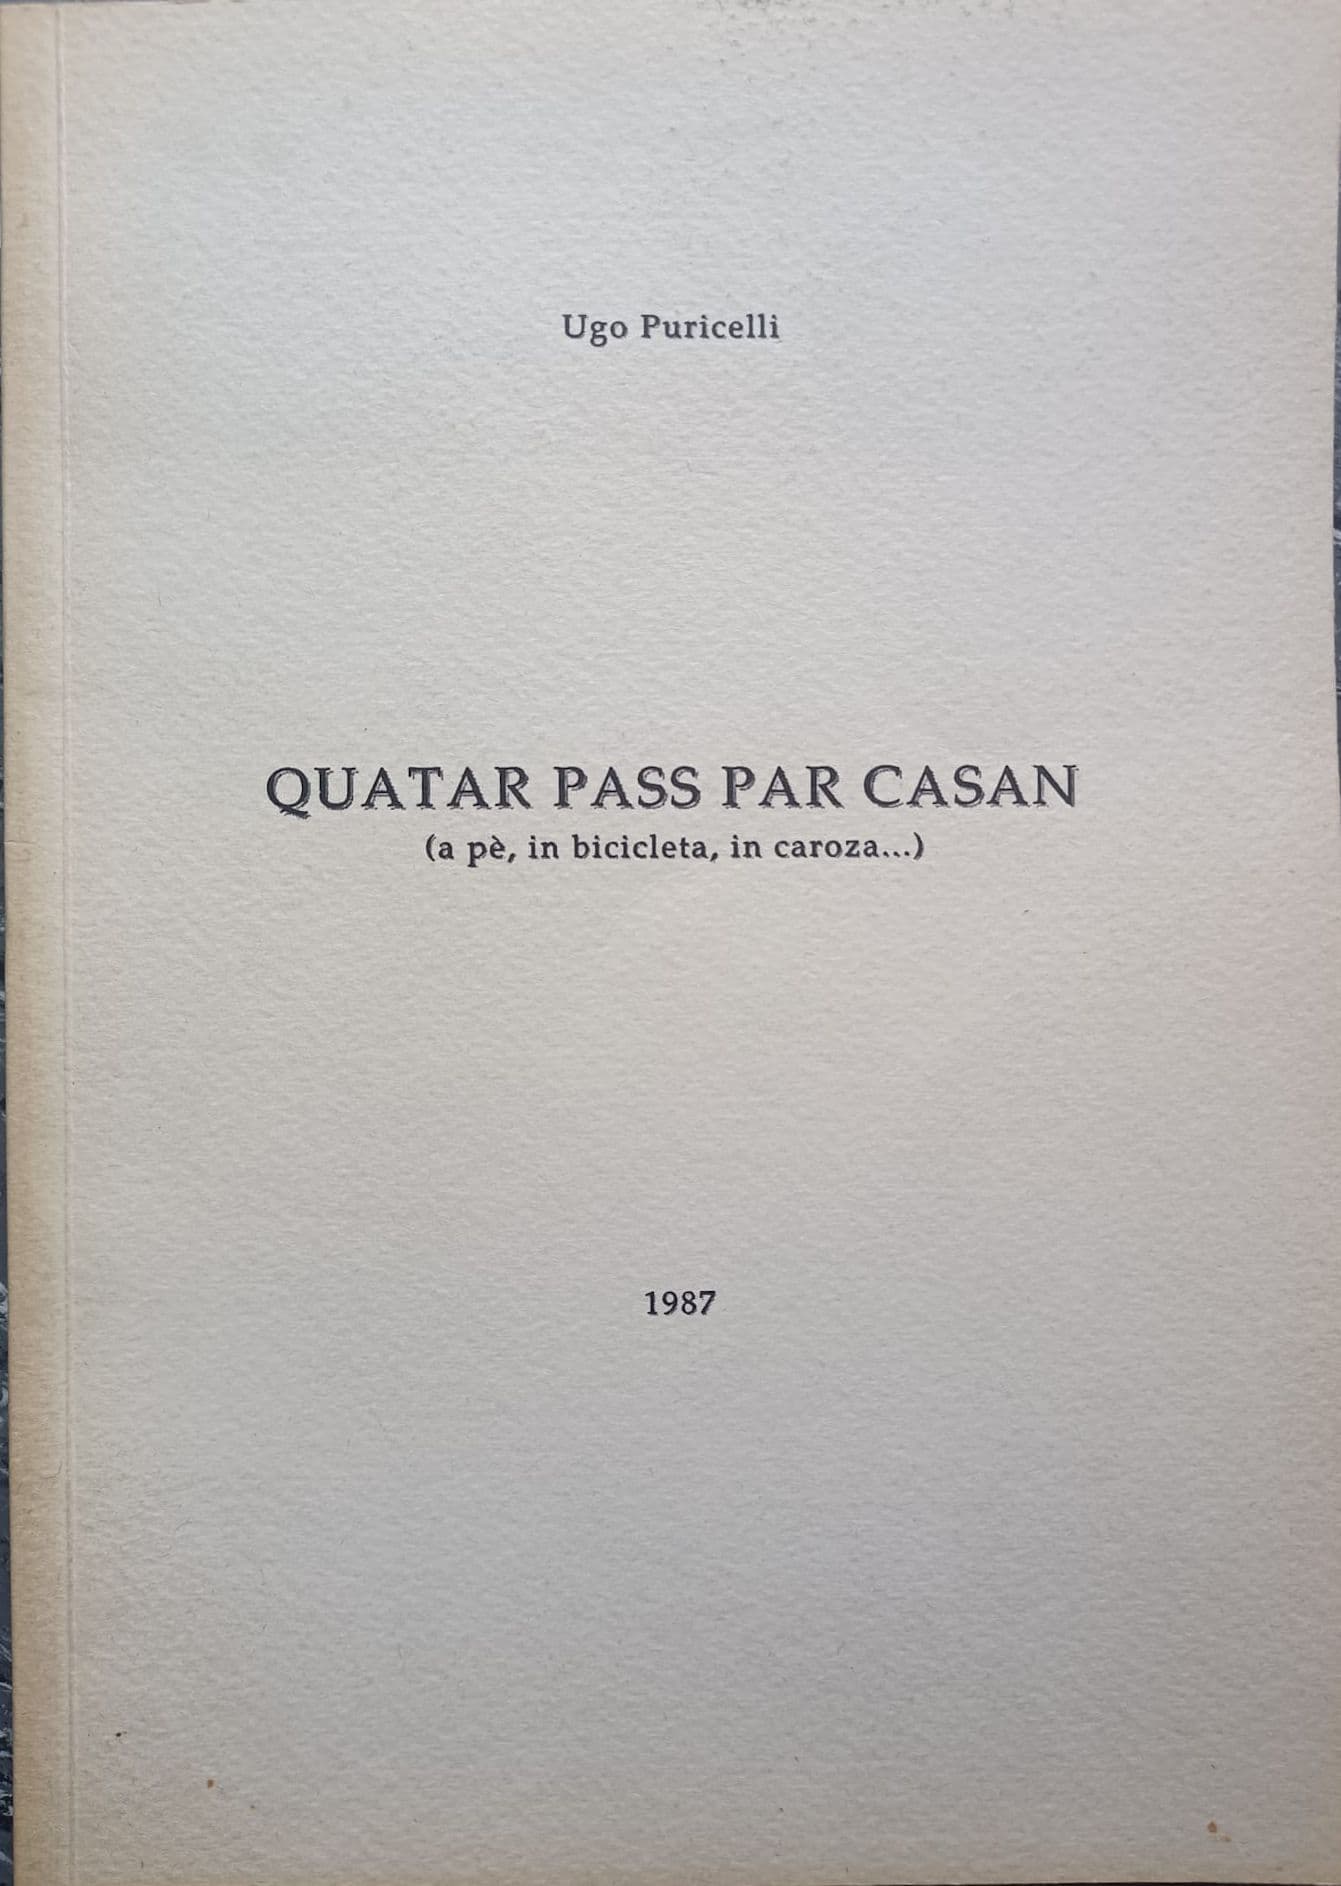 Ugo Puricelli
QUATAR PASS PAR CASAN
(a pè, in bicicleta, in caroza...)
1987